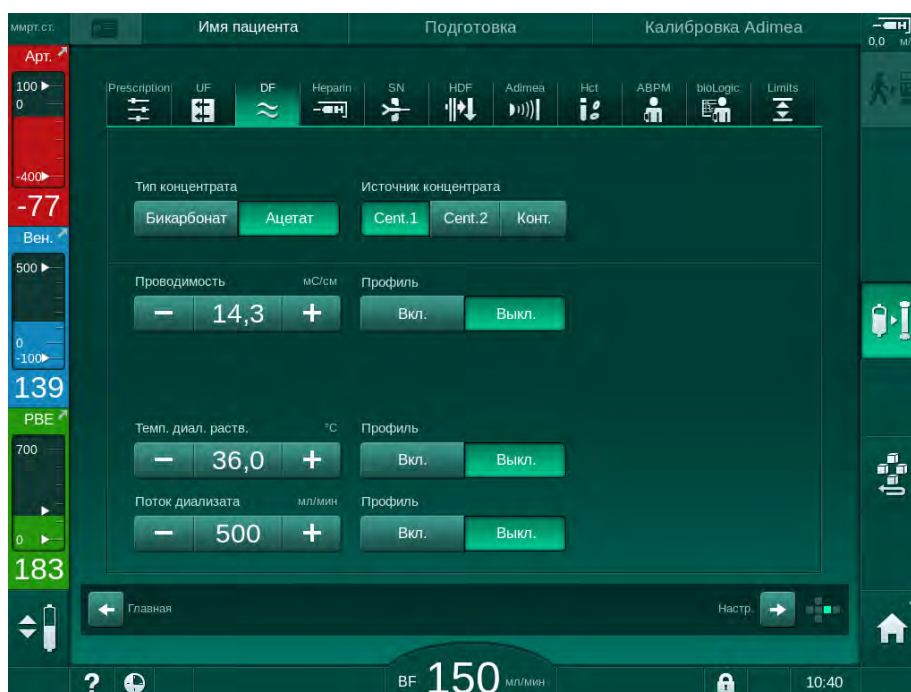 ммрт.ст. Имя пациента Подготовка Калибровка Adimea
0,0
Арт.
100
0
-400
-77
Вен.
500
0
-100
139
PBE
700
0
183
Prescription UF DF Heparin SN HDF Adimea Hct ABPM bioLogic Limits
Тип концентрата Источник концентрата
Бикарбонат Ацетат Cent.1 Cent.2 Конт.
Проводимость мС/см Профиль
− 14,3 + Вкл. Выкл.
Темп. диал. раств. °C Профиль
− 36,0 + Вкл. Выкл.
Поток диализата мл/мин Профиль
− 500 + Вкл. Выкл.
Главная Настр.
? BF 150 мл/мин 10:40